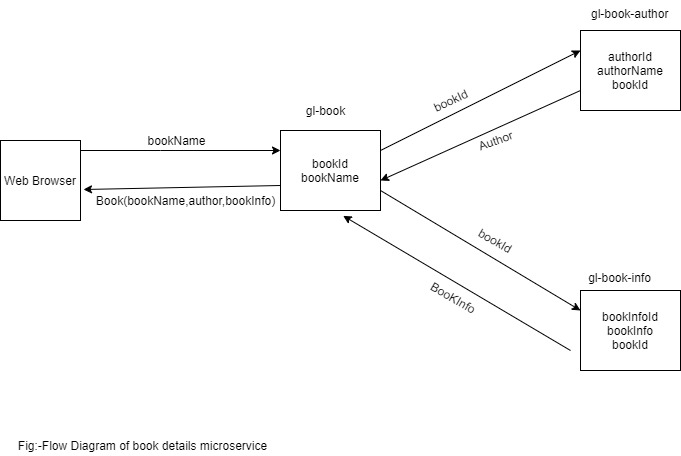 gl-book-author
authorId
authorName
bookId
bookId
gl-book
Author
bookName
bookId
bookName
Web Browser
Book(bookName,author,bookInfo)
bookId
gl-book-info
BooKInfo
bookInfoId
bookInfo
bookId
Fig:-Flow Diagram of book details microservice